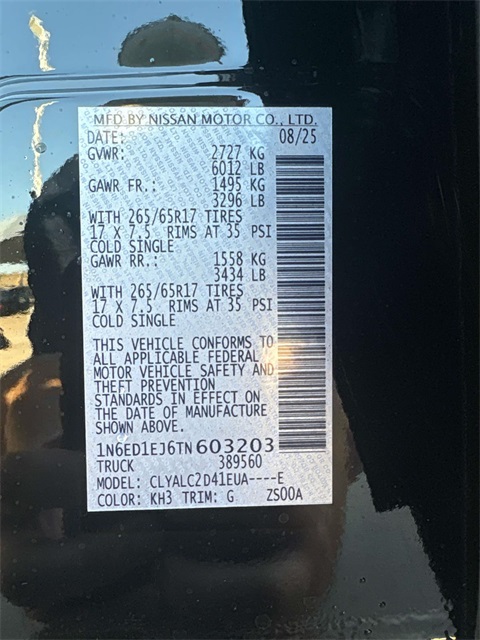 MFD BY NISSAN MOTOR CO., LTD.
DATE: 08/25
GVWR: 2727 KG
6012 LB
GAWR FR.: 1495 KG
3296 LB
WITH 265/65R17 TIRES
17 X 7.5 RIMS AT 35 PSI
COLD SINGLE
GAWR RR.: 1558 KG
3434 LB
WITH 265/65R17 TIRES
17 X 7.5 RIMS AT 35 PSI
COLD SINGLE
THIS VEHICLE CONFORMS TO
ALL APPLICABLE FEDERAL
MOTOR VEHICLE SAFETY AND
THEFT PREVENTION
STANDARDS IN EFFECT ON
THE DATE OF MANUFACTURE
SHOWN ABOVE.
1N6ED1EJ6TN603203
TRUCK 389560
MODEL: CLYALC2D41EUA----E
COLOR: KH3 TRIM: G ZS00A